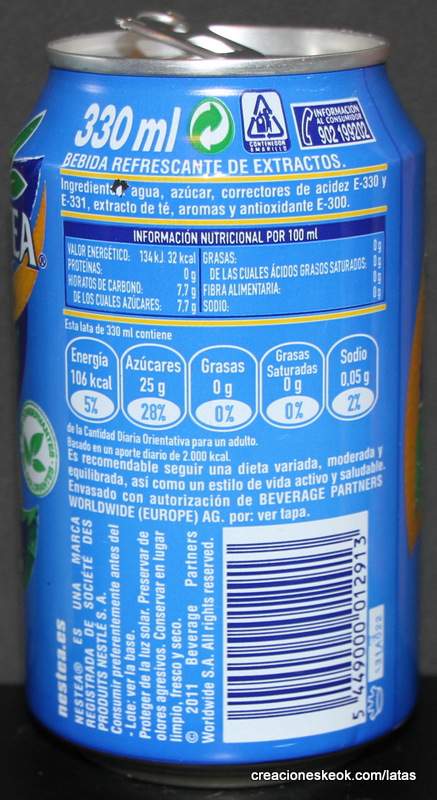 330 ml
CONTENEDOR
AMARILLO
INFORMACIÓN
AL CONSUMIDOR
902 199202
BEBIDA REFRESCANTE DE EXTRACTOS.
Ingredient agua, azúcar, correctores de acidez E-330 y
E-331, extracto de té, aromas y antioxidante E-300.
INFORMACIÓN NUTRICIONAL POR 100 ml
VALOR ENERGÉTICO: 134 kJ 32 kcal
PROTEÍNAS: 0 g
HIDRATOS DE CARBONO: 7,7 g
DE LOS CUALES AZÚCARES: 7,7 g
GRASAS: 0g
DE LAS CUALES ÁCIDOS GRASOS SATURADOS: 0g
FIBRA ALIMENTARIA: 0g
SODIO:
Esta lata de 330 ml contiene
Energía
106 kcal
5%
Azúcares
25 g
28%
Grasas
0 g
0%
Grasas
Saturadas
0 g
0%
Sodio
0,05 g
2%
de la Cantidad Diaria Orientativa para un adulto.
Basado en un aporte diario de 2.000 kcal.
Es recomendable seguir una dieta variada, moderada y
equilibrada, así como un estilo de vida activo y saludable.
Envasado con autorización de BEVERAGE PARTNERS
WORLDWIDE (EUROPE) AG. por: ver tapa.
nestea.es
NESTEA® ES UNA MARCA
REGISTRADA DE SOCIÉTÉ DES
PRODUITS NESTLÉ S. A.
Consumir preferentemente antes del
- Lote: ver la base.
Proteger de la luz solar. Preservar de
olores agresivos. Conservar en lugar
limpio, fresco y seco.
© 2011 Beverage Partners
Worldwide S.A. All rights reserved.
5 449000 012913
131A022
EA®
creacioneskeok.com/latas